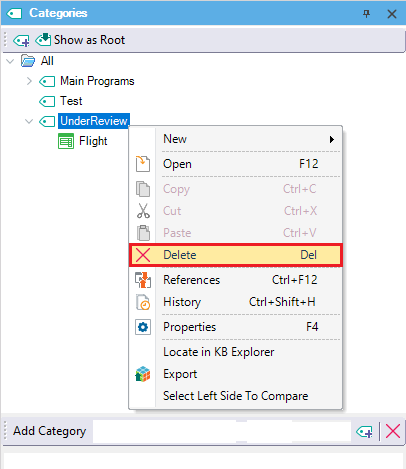 Categories
Show as Root
All
Main Programs
Test
UnderReview
Flight
New
Open F12
Copy Ctrl+C
Cut Ctrl+X
Paste Ctrl+V
Delete Del
References Ctrl+F12
History Ctrl+Shift+H
Properties F4
Locate in KB Explorer
Export
Select Left Side To Compare
Add Category